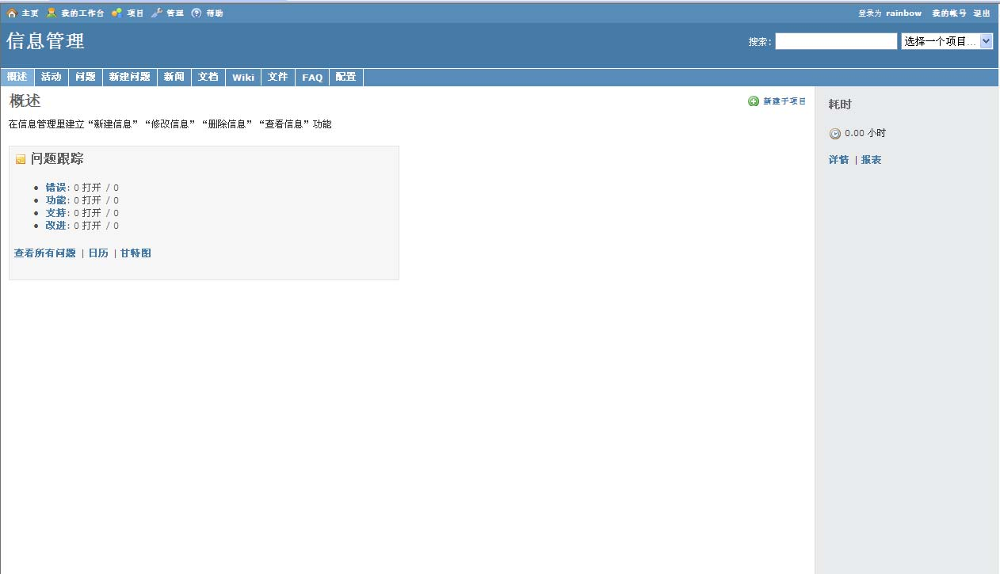 主页 我的工作台 项目 管理 帮助 登录为 rainbow 我的帐号 退出
信息管理 搜索: 选择一个项目...
概述 活动 问题 新建问题 新闻 文档 Wiki 文件 FAQ 配置
概述 新建子项目
在信息管理里建立“新建信息”“修改信息”“删除信息”“查看信息”功能
问题跟踪
错误: 0 打开 / 0
功能: 0 打开 / 0
支持: 0 打开 / 0
改进: 0 打开 / 0
查看所有问题 | 日历 | 甘特图
耗时
0.00 小时
详情 | 报表